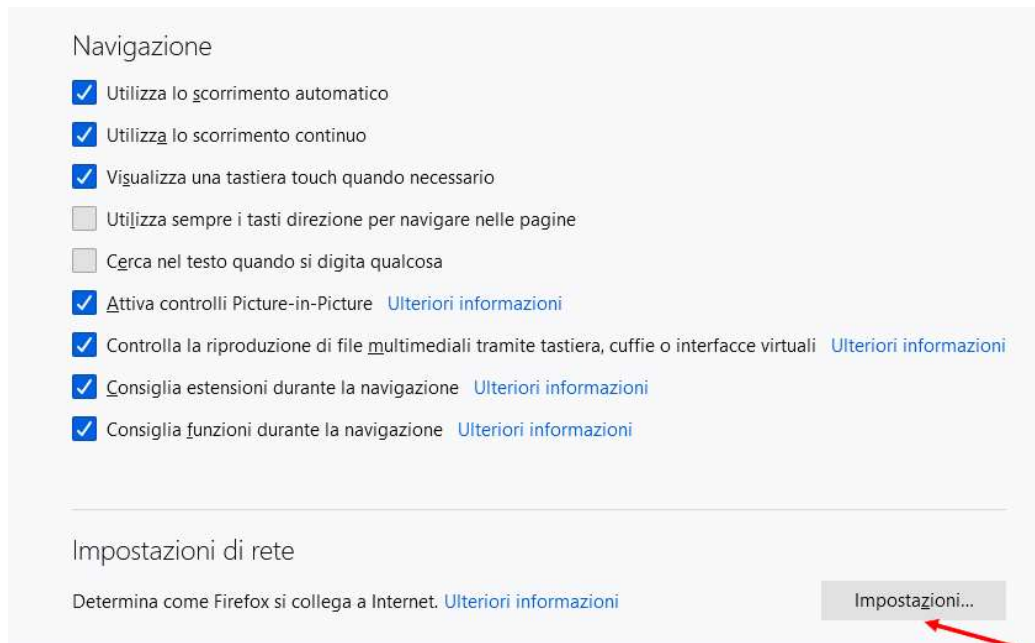 Navigazione
Utilizza lo scorrimento automatico
Utilizza lo scorrimento continuo
Visualizza una tastiera touch quando necessario
Utilizza sempre i tasti direzione per navigare nelle pagine
Cerca nel testo quando si digita qualcosa
Attiva controlli Picture-in-Picture Ulteriori informazioni
Controlla la riproduzione di file multimediali tramite tastiera, cuffie o interfacce virtuali Ulteriori informazioni
Consiglia estensioni durante la navigazione Ulteriori informazioni
Consiglia funzioni durante la navigazione Ulteriori informazioni
Impostazioni di rete
Determina come Firefox si collega a Internet. Ulteriori informazioni Impostazioni...